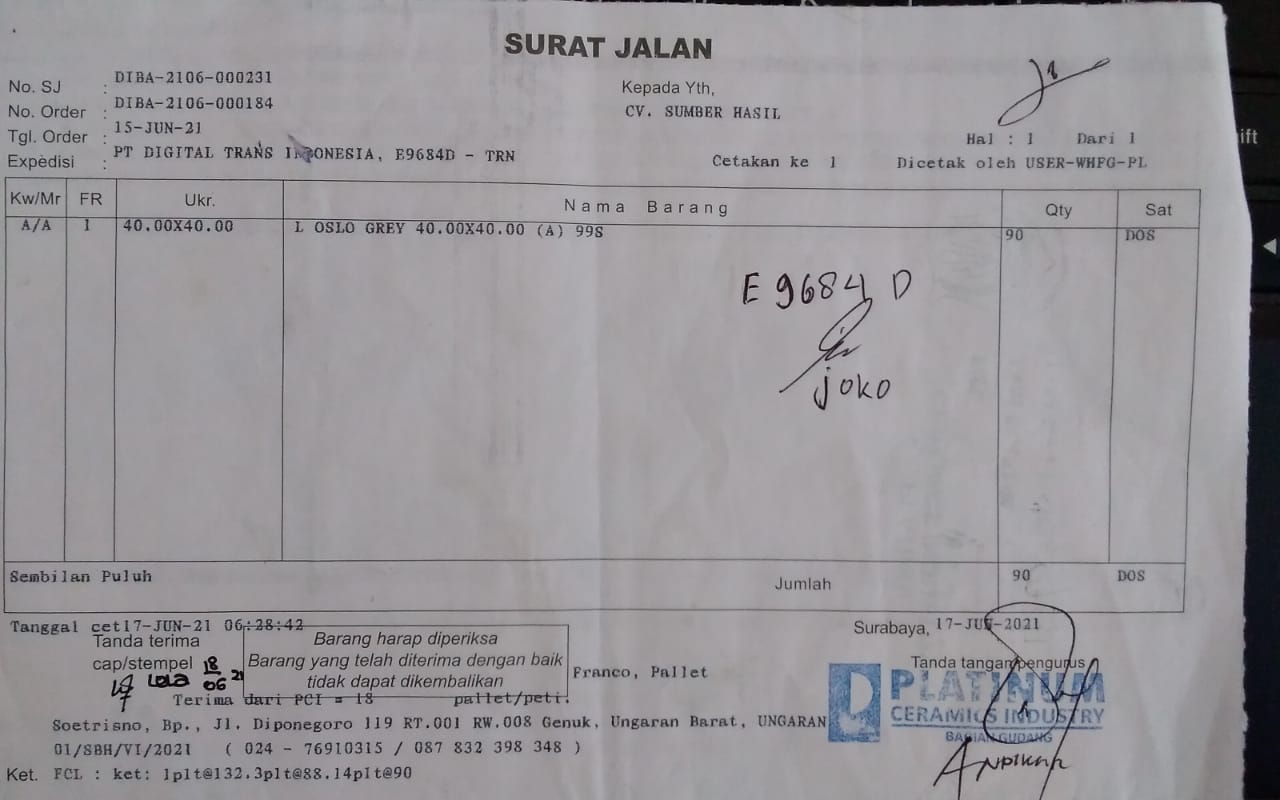 SURAT JALAN
No. SJ : DIBA-2106-000231
No. Order : DIBA-2106-000184
Tgl. Order : 15-JUN-21
Expedisi : PT DIGITAL TRANS INDONESIA, E9684D - TRN
Kepada Yth,
CV. SUMBER HASIL
Hal : 1 Dari 1
Cetakan ke 1 Dicetak oleh USER-WHFG-PL
Kw/Mr FR Ukr. Nama Barang Qty Sat
A/A 1 40.00X40.00 L OSLO GREY 40.00X40.00 (A) 99S 90 DOS
E 9684 D
joko
Sembilan Puluh Jumlah 90 DOS
Tanggal cet17-JUN-21 06:28:42
Tanda terima
cap/stempel
18
06 21
Lola
Barang harap diperiksa
Barang yang telah diterima dengan baik
tidak dapat dikembalikan
Surabaya, 17-JUN-2021
Tanda tangan pengurus
Franco, Pallet
Terima dari PCI = 18 pallet/peti.
PLATINUM
CERAMICS INDUSTRY
BAGIAN GUDANG
Soetrisno, Bp., Jl. Diponegoro 119 RT.001 RW.008 Genuk, Ungaran Barat, UNGARAN
01/SBH/VI/2021 ( 024 - 76910315 / 087 832 398 348 )
Ket. FCL : ket: 1plt@132.3plt@88.14plt@90
ift